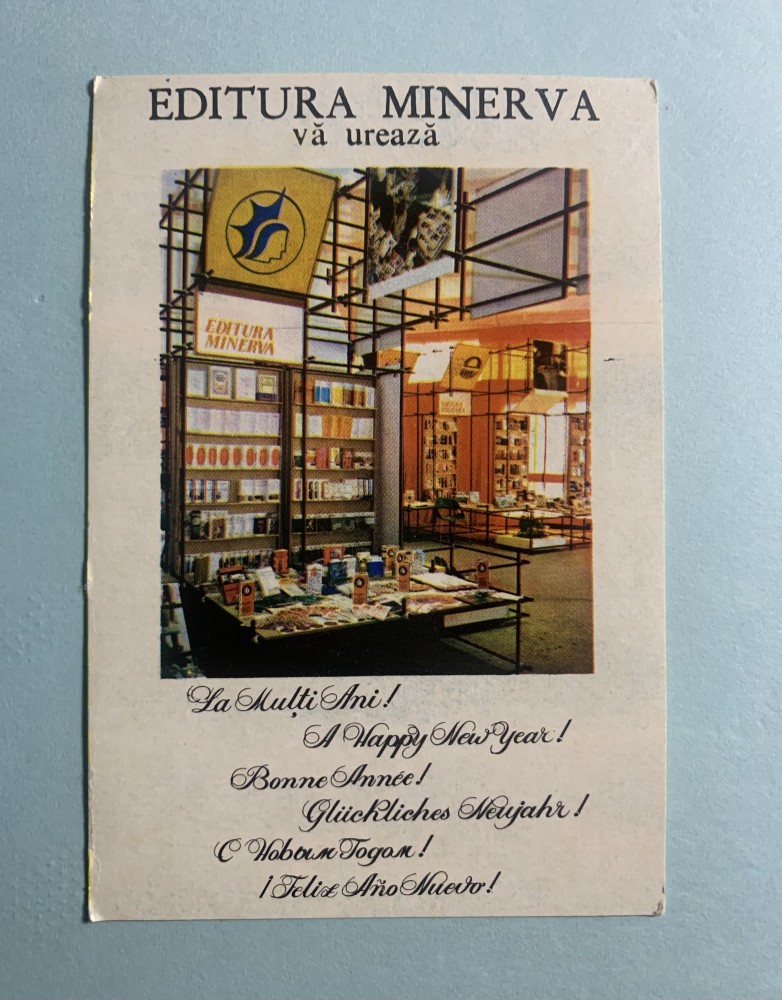 EDITURA MINERVA
vă urează
EDITURA
MINERVA
La Mulţi Ani!
A Happy New Year!
Bonne Année!
Glückliches Neujahr!
С Новым Годом!
¡Feliz Año Nuevo!